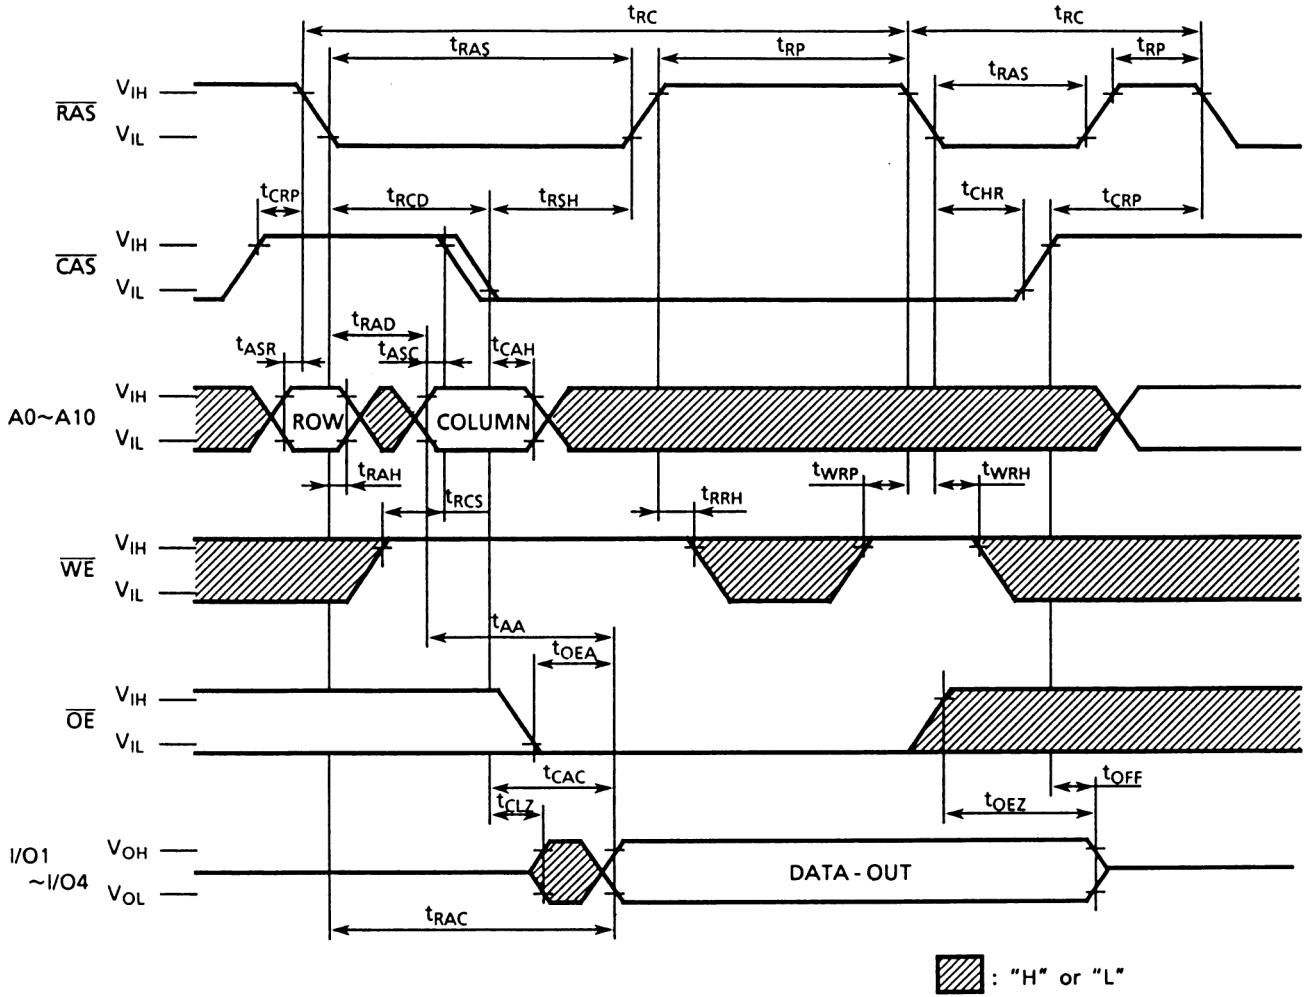 tRC tRC
tRAS tRP tRAS tRP
RAS VIH
VIL
tCRP tRCD tRSH tCHR tCRP
CAS VIH
VIL
tRAD
tASR tASC tCAH
A0~A10 VIH
VIL
ROW COLUMN
tRAH tRCS tRRH tWRP tWRH
WE VIH
VIL
tAA
tOEA
OE VIH
VIL
tCAC tOFF
tCLZ tOEZ
I/O1
~I/O4
VOH
VOL
DATA - OUT
tRAC
: "H" or "L"